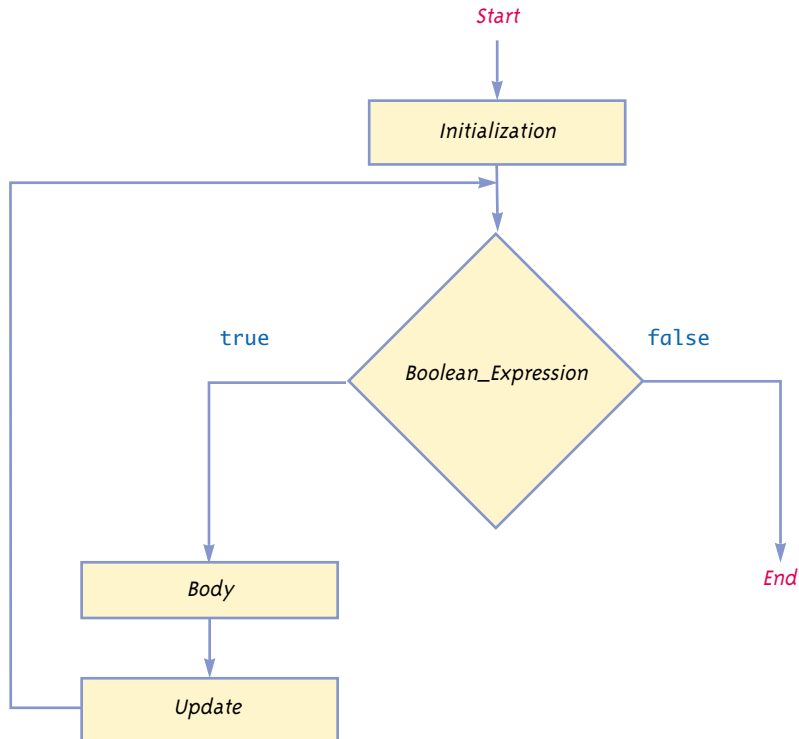 Start
Initialization
true
false
Boolean_Expression
Body
End
Update